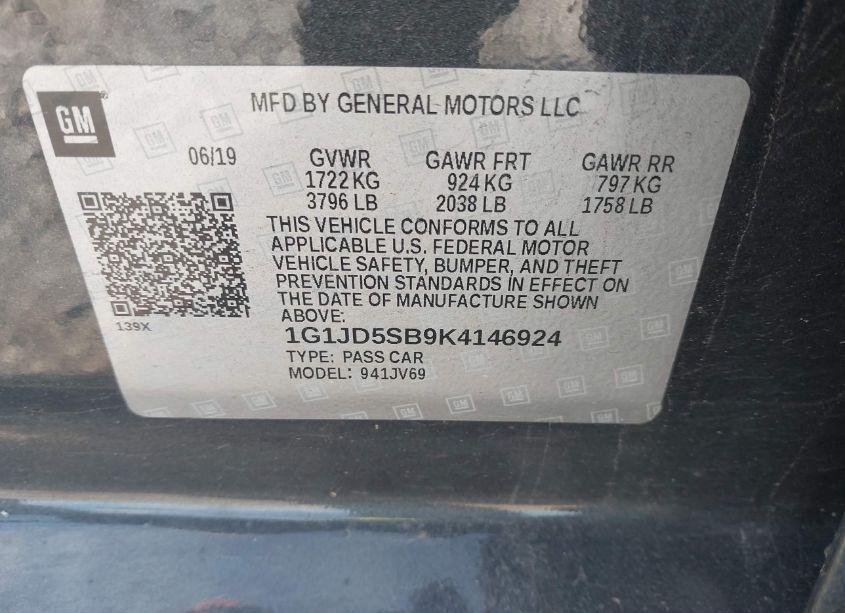 GM
MFD BY GENERAL MOTORS LLC
06/19 GVWR GAWR FRT GAWR RR
1722 KG 924 KG 797 KG
3796 LB 2038 LB 1758 LB
THIS VEHICLE CONFORMS TO ALL
APPLICABLE U.S. FEDERAL MOTOR
VEHICLE SAFETY, BUMPER, AND THEFT
PREVENTION STANDARDS IN EFFECT ON
THE DATE OF MANUFACTURE SHOWN
ABOVE:
139X
1G1JD5SB9K4146924
TYPE: PASS CAR
MODEL: 941JV69